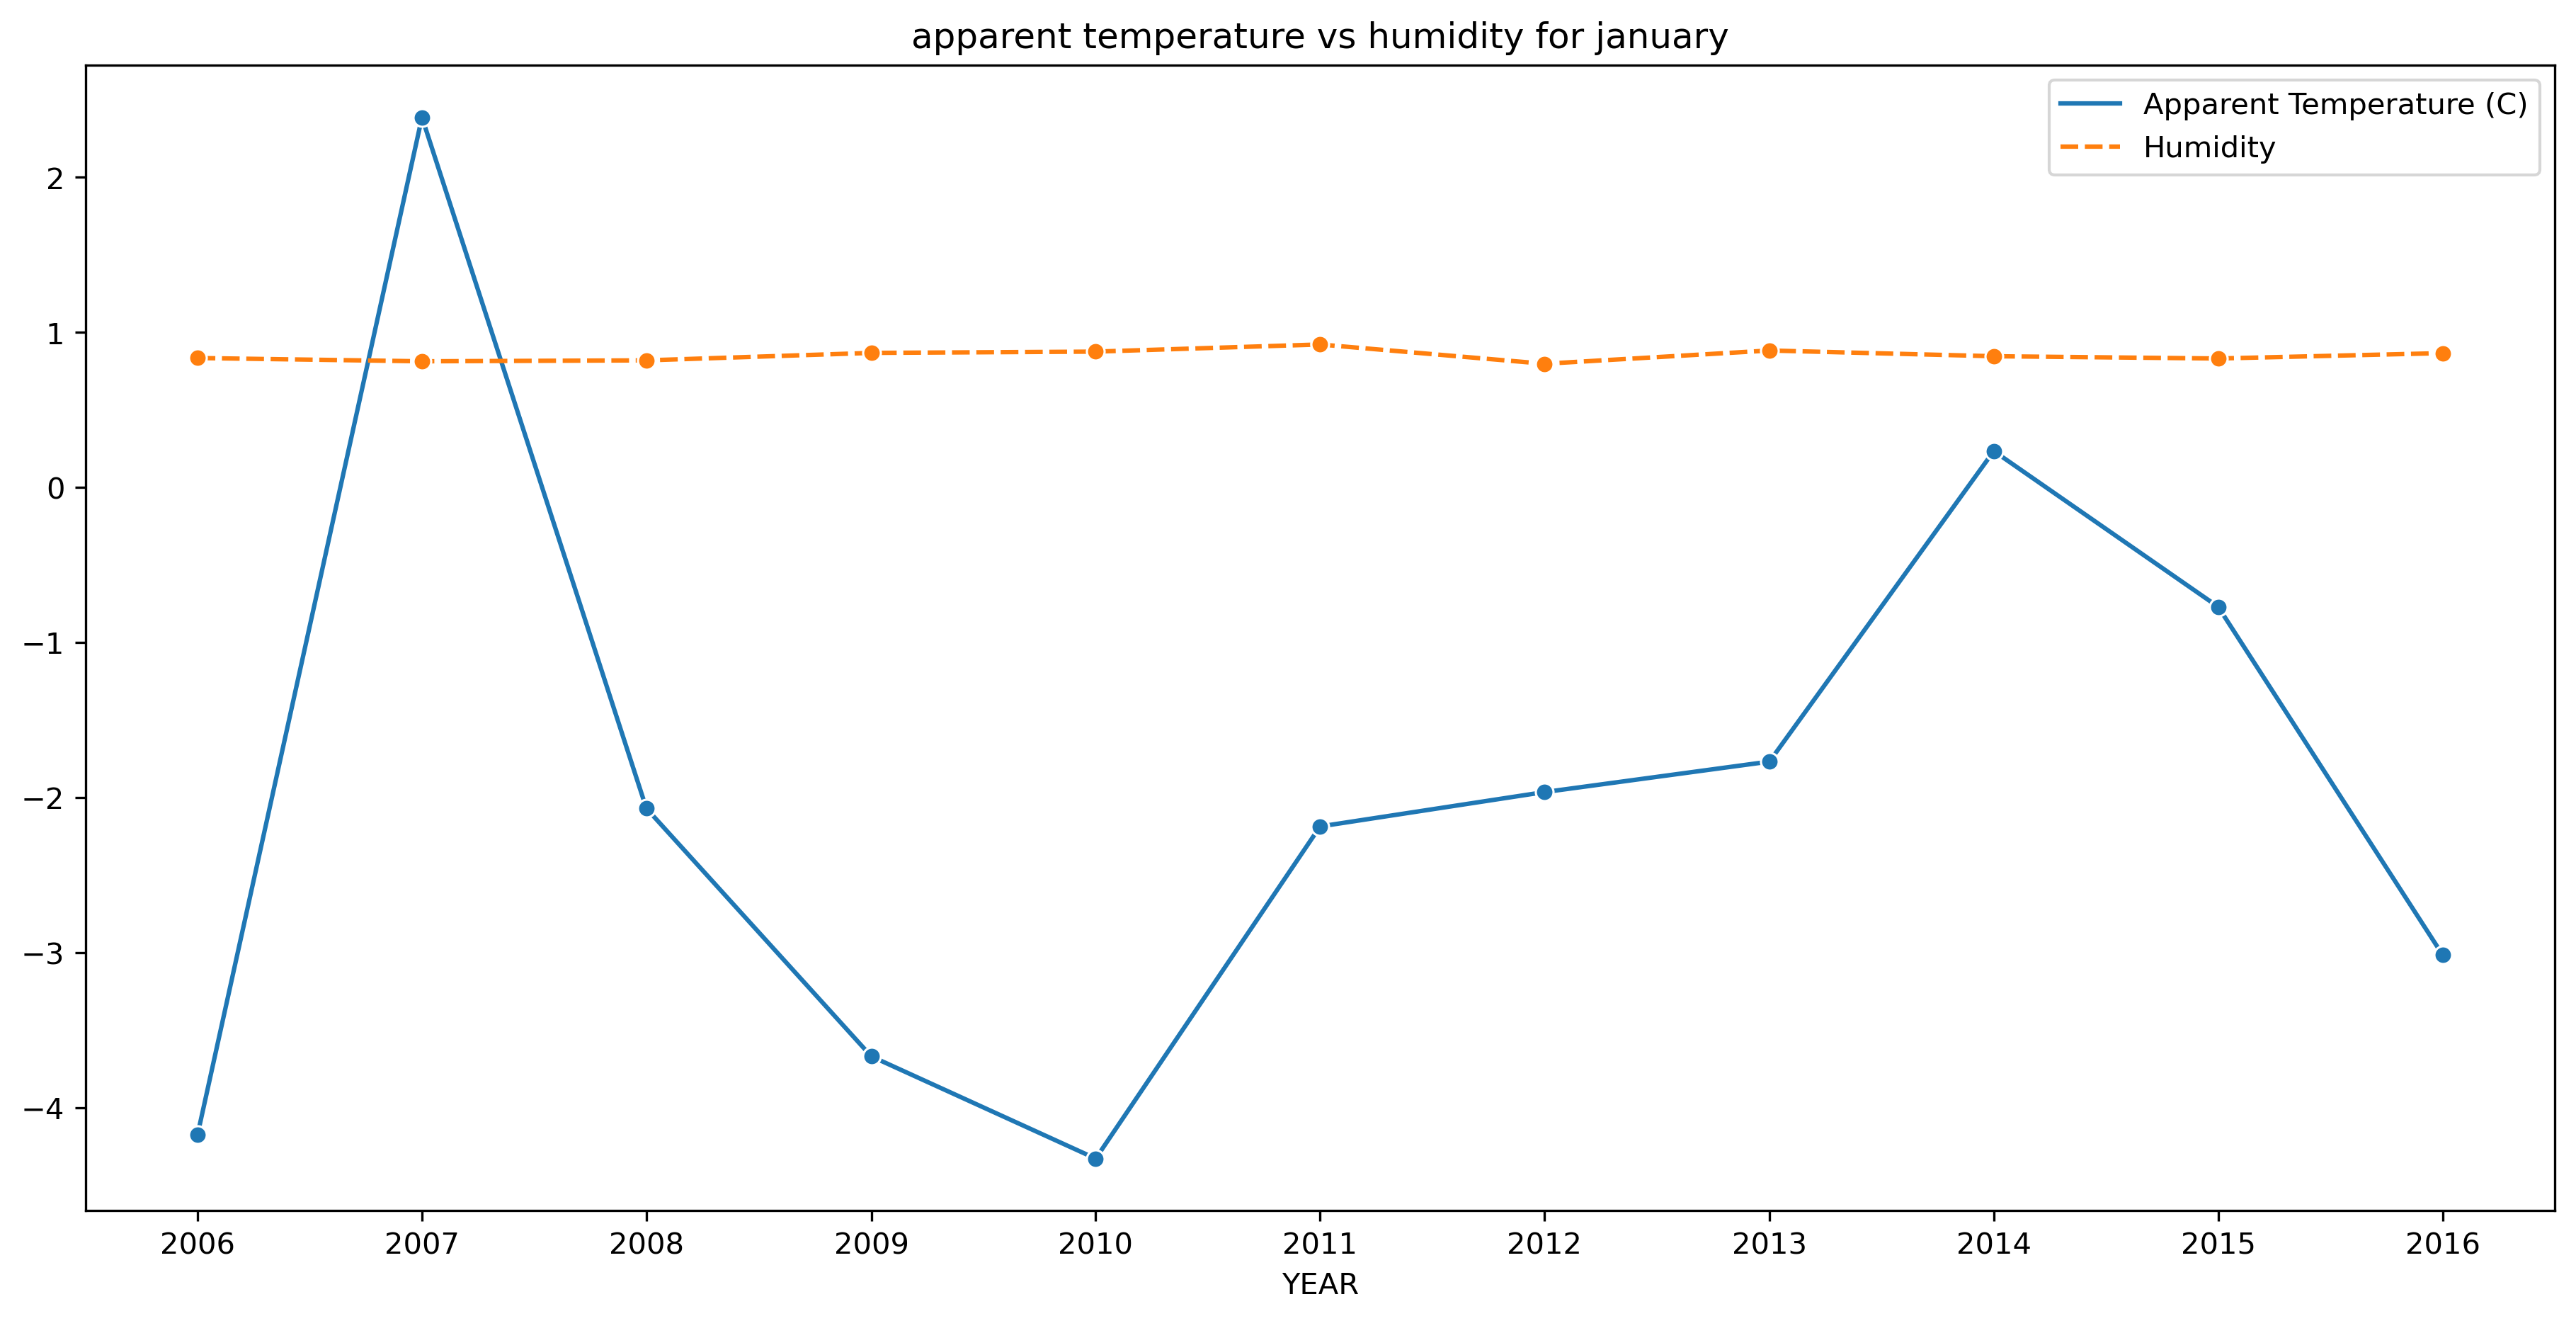 apparent temperature vs humidity for january
Apparent Temperature (C)
Humidity
2
1
0
−1
−2
−3
−4
2006 2007 2008 2009 2010 2011 2012 2013 2014 2015 2016
YEAR